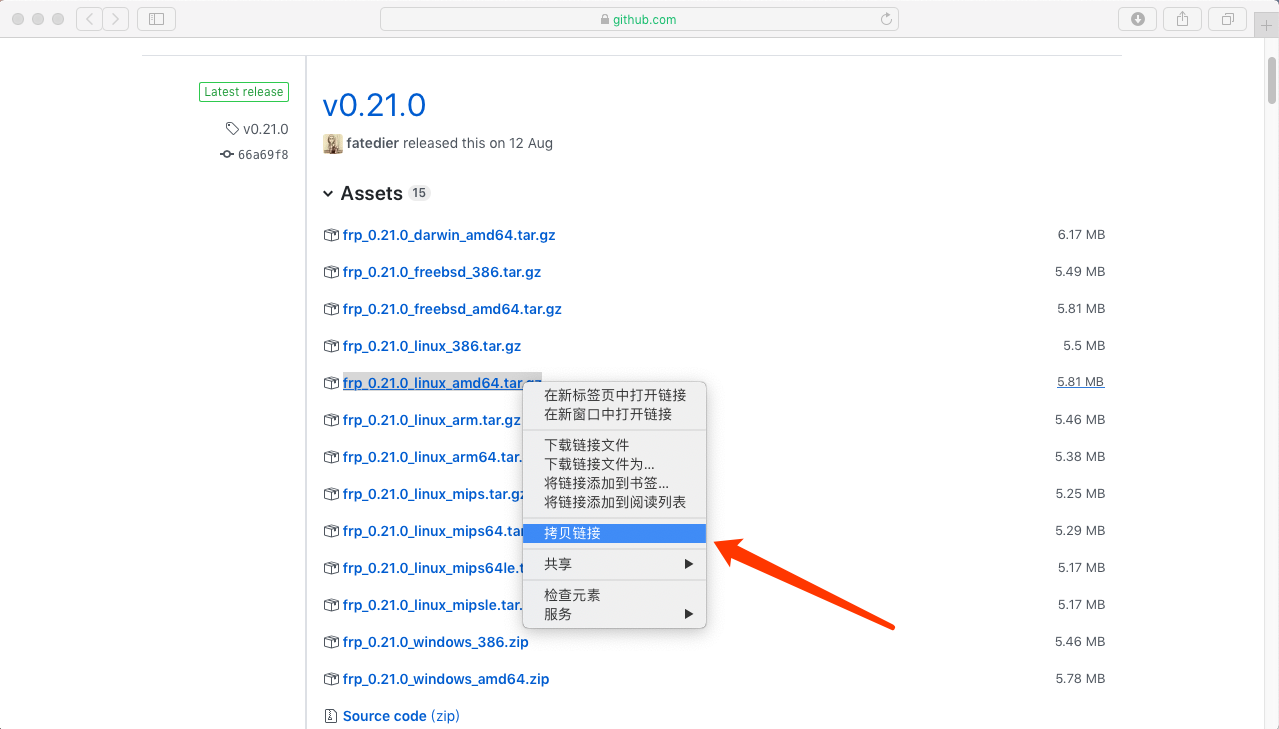 github.com
Latest release
v0.21.0
66a69f8
v0.21.0
fatedier released this on 12 Aug
Assets 15
frp_0.21.0_darwin_amd64.tar.gz 6.17 MB
frp_0.21.0_freebsd_386.tar.gz 5.49 MB
frp_0.21.0_freebsd_amd64.tar.gz 5.81 MB
frp_0.21.0_linux_386.tar.gz 5.5 MB
frp_0.21.0_linux_amd64.tar.gz 5.81 MB
frp_0.21.0_linux_arm.tar.gz 5.46 MB
frp_0.21.0_linux_arm64.tar. 5.38 MB
frp_0.21.0_linux_mips.tar.gz 5.25 MB
frp_0.21.0_linux_mips64.tar 5.29 MB
frp_0.21.0_linux_mips64le.t 5.17 MB
frp_0.21.0_linux_mipsle.tar. 5.17 MB
frp_0.21.0_windows_386.zip 5.46 MB
frp_0.21.0_windows_amd64.zip 5.78 MB
Source code (zip)
在新标签页中打开链接
在新窗口中打开链接
下载链接文件
下载链接文件为...
将链接添加到书签...
将链接添加到阅读列表
拷贝链接
共享
检查元素
服务